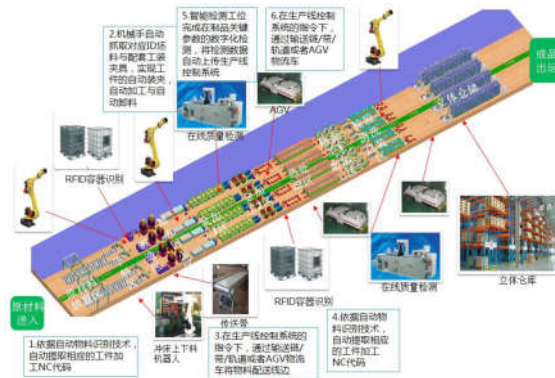 2.机械手自动
抓取对应ID坯
料与配套工装
夹具,实现工
件的自动装夹,
自动加工与自
动卸料
5.智能检测工位
完成在制品关键
参数的数字化检
测,将检测数据
自动上传生产线
控制系统
6.在生产线控制
系统的指令下,
通过输送链/带/
轨道或者AGV
物流车
成品
出运
AGV
在线质量检测
立体仓储
RFID容器识别
原材料
进入
传送带
冲床上下料
机器人
RFID容器识别
在线质量检测
立体仓库
1.依据自动物料识别技术,
自动提取相应的工件加
工NC代码
3.在生产线控制系统的
指令下,通过输送链/
带/轨道或者AGV物流
车将物料配送线边
4.依据自动物
料识别技术,
自动提取相应
的工件加工
NC代码